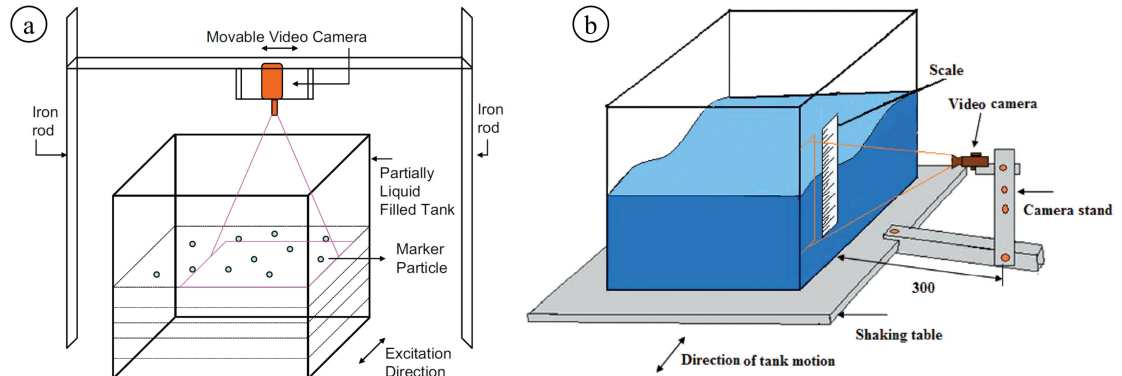 a
Movable Video Camera
Iron
rod
Iron
rod
Partially
Liquid
Filled Tank
Marker
Particle
Excitation
Direction
b
Scale
Video camera
Camera stand
300
Shaking table
Direction of tank motion